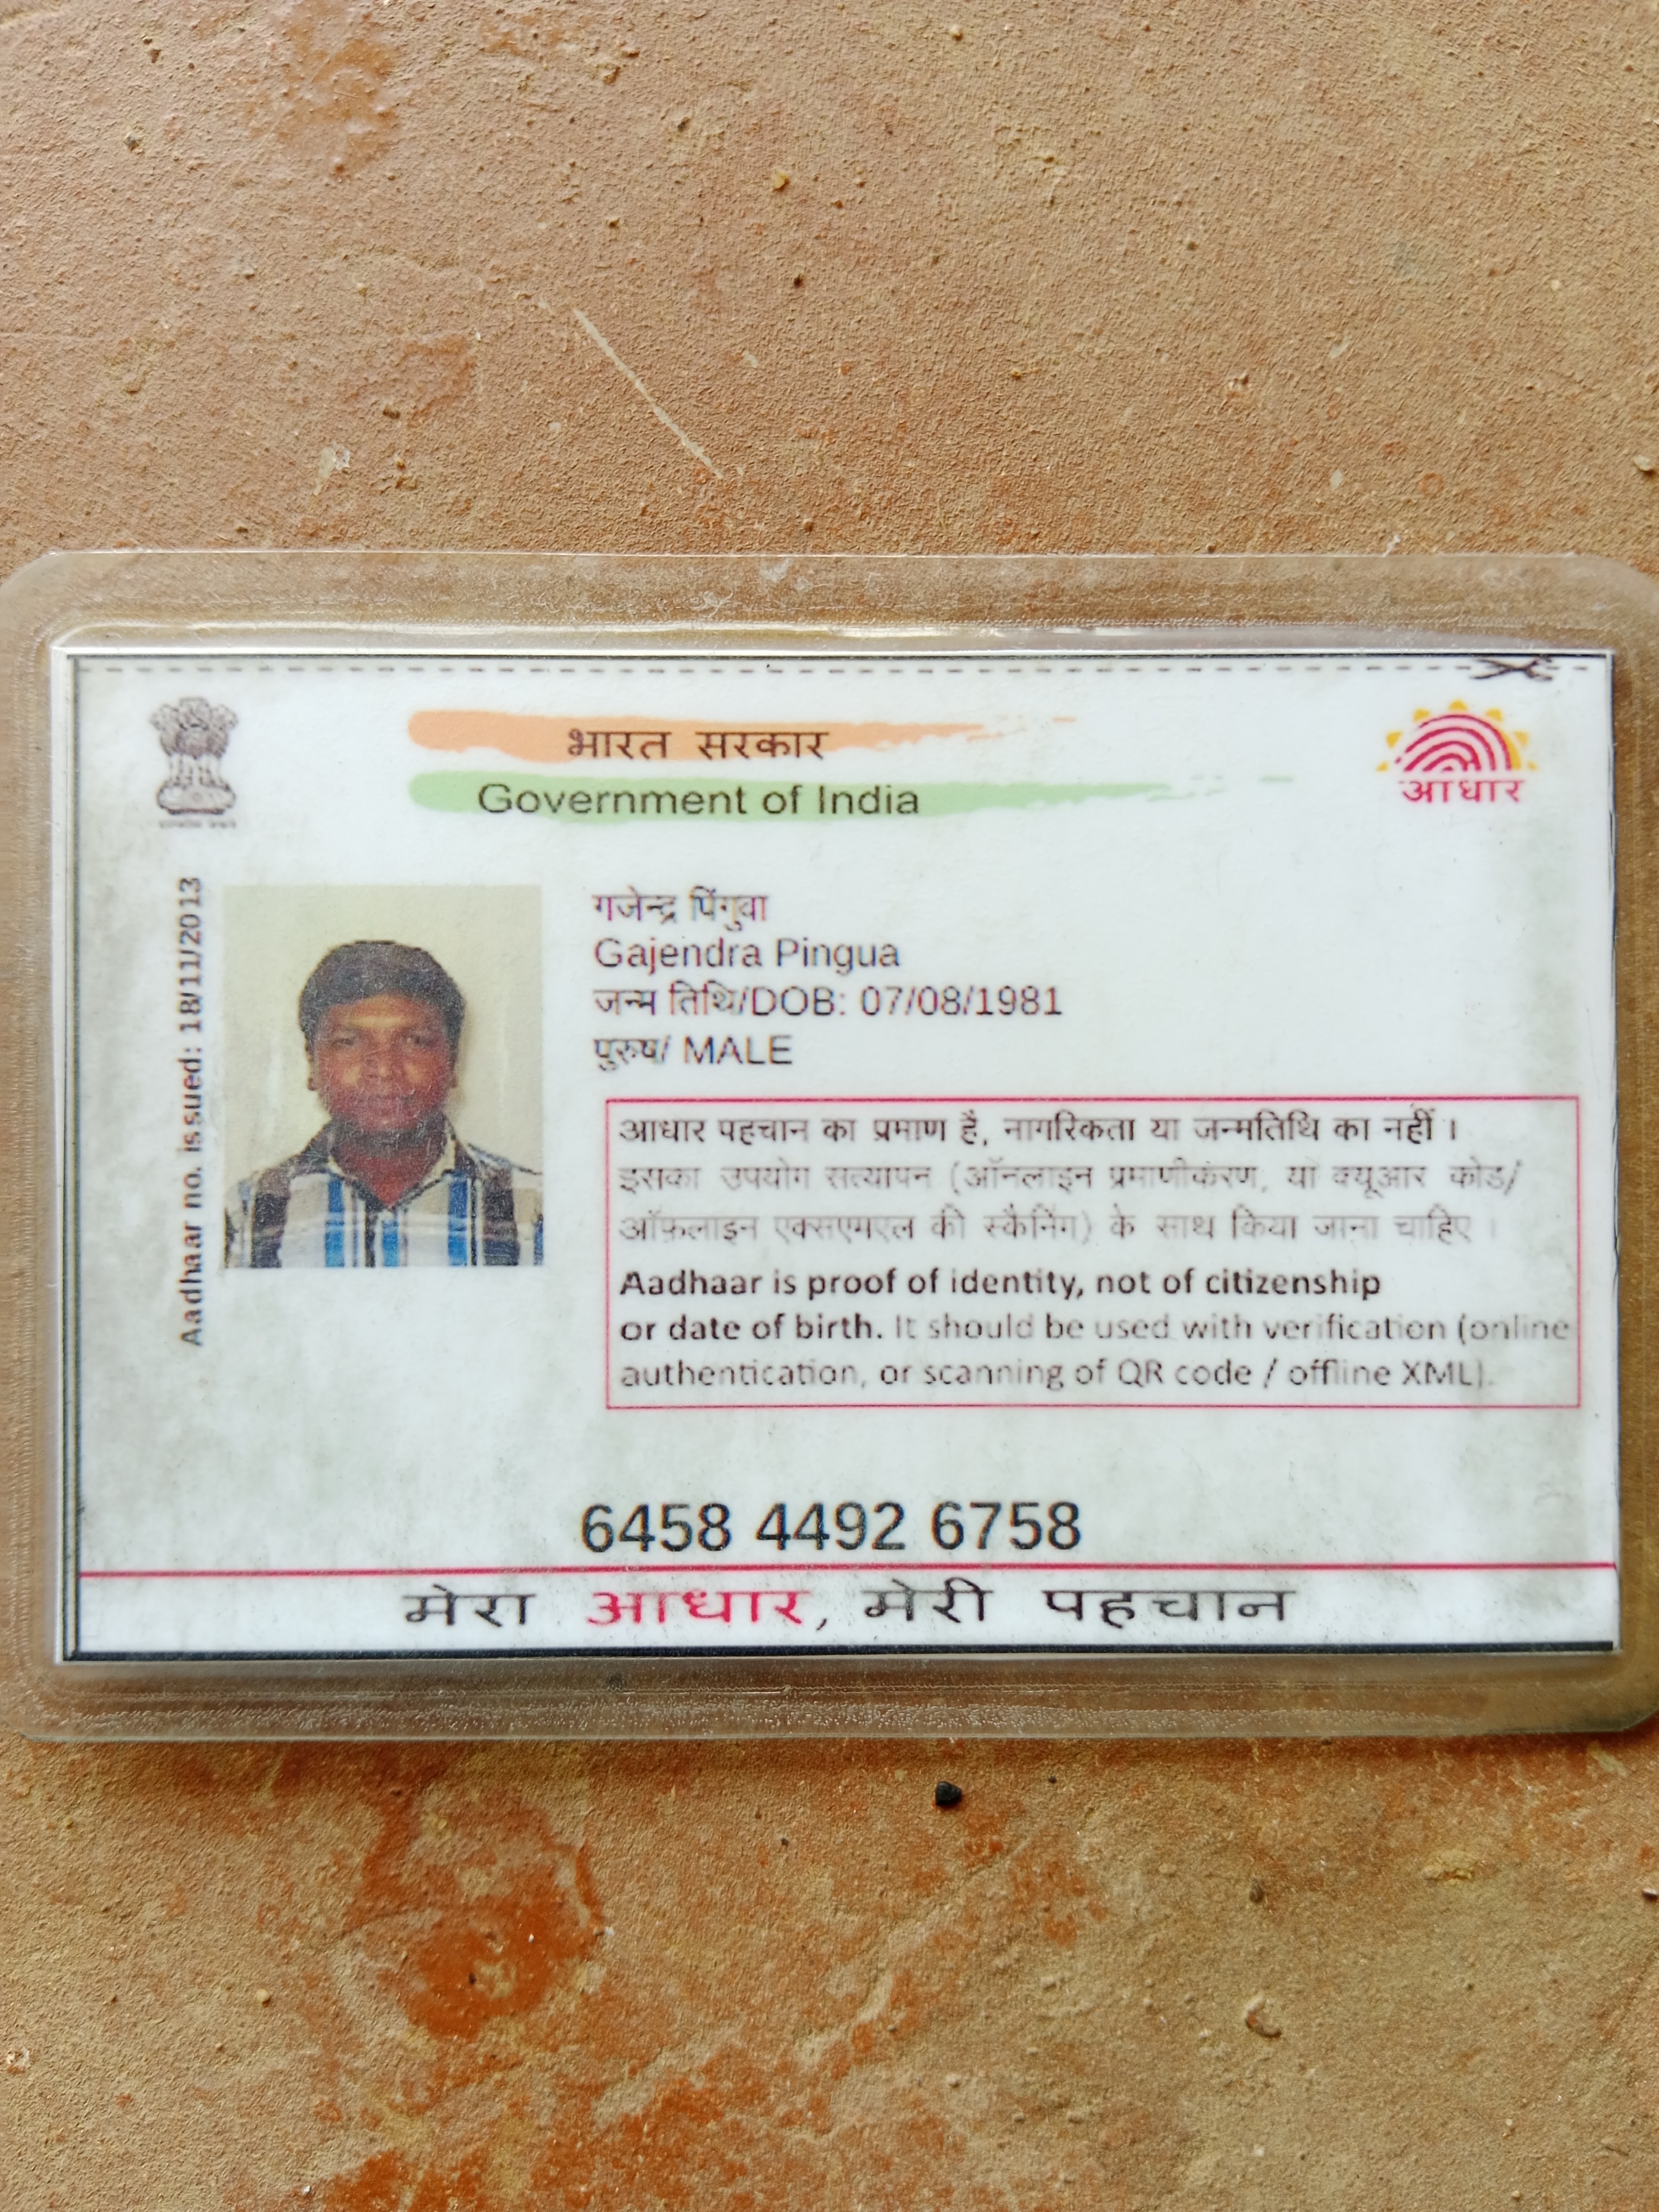 भारत सरकार
Government of India
आधार
Aadhaar no. issued: 18/11/2013
गजेन्द्र पिंगुवा
Gajendra Pingua
जन्म तिथि/DOB: 07/08/1981
पुरुष/ MALE
आधार पहचान का प्रमाण है, नागरिकता या जन्मतिथि का नहीं ।
इसका उपयोग सत्यापन (ऑनलाइन प्रमाणीकरण, या क्यूआर कोड/
ऑफ़लाइन एक्सएमएल की स्कैनिंग) के साथ किया जाना चाहिए ।
Aadhaar is proof of identity, not of citizenship
or date of birth. It should be used with verification (online
authentication, or scanning of QR code / offline XML).
6458 4492 6758
मेरा आधार, मेरी पहचान